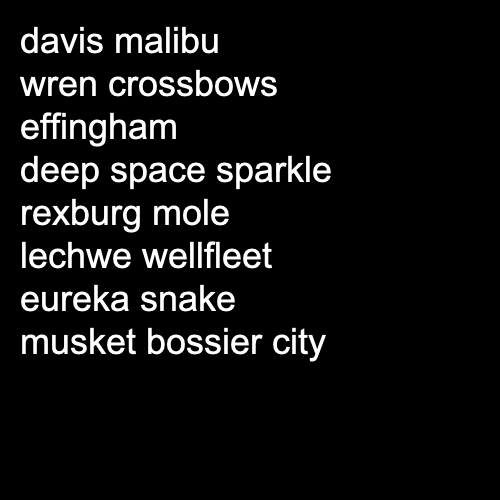 davis malibu
wren crossbows
effingham
deep space sparkle
rexburg mole
lechwe wellfleet
eureka snake
musket bossier city